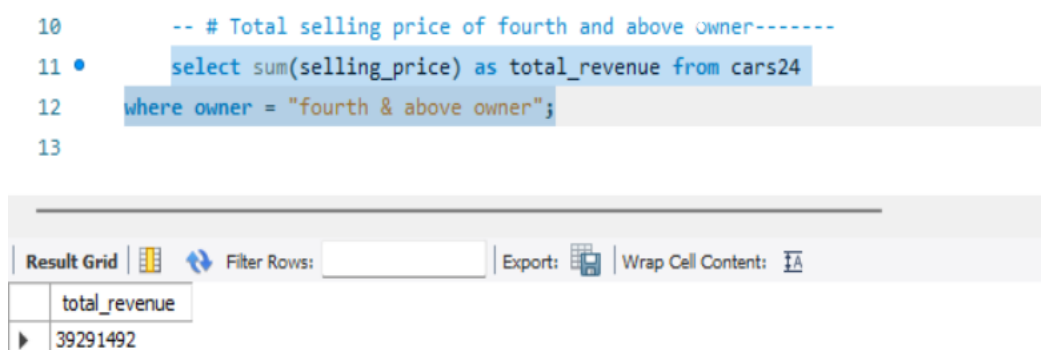 10 -- # Total selling price of fourth and above owner-------
11 select sum(selling_price) as total_revenue from cars24
12 where owner = "fourth & above owner";
13
Result Grid Filter Rows: Export: Wrap Cell Content: IA
total_revenue
39291492